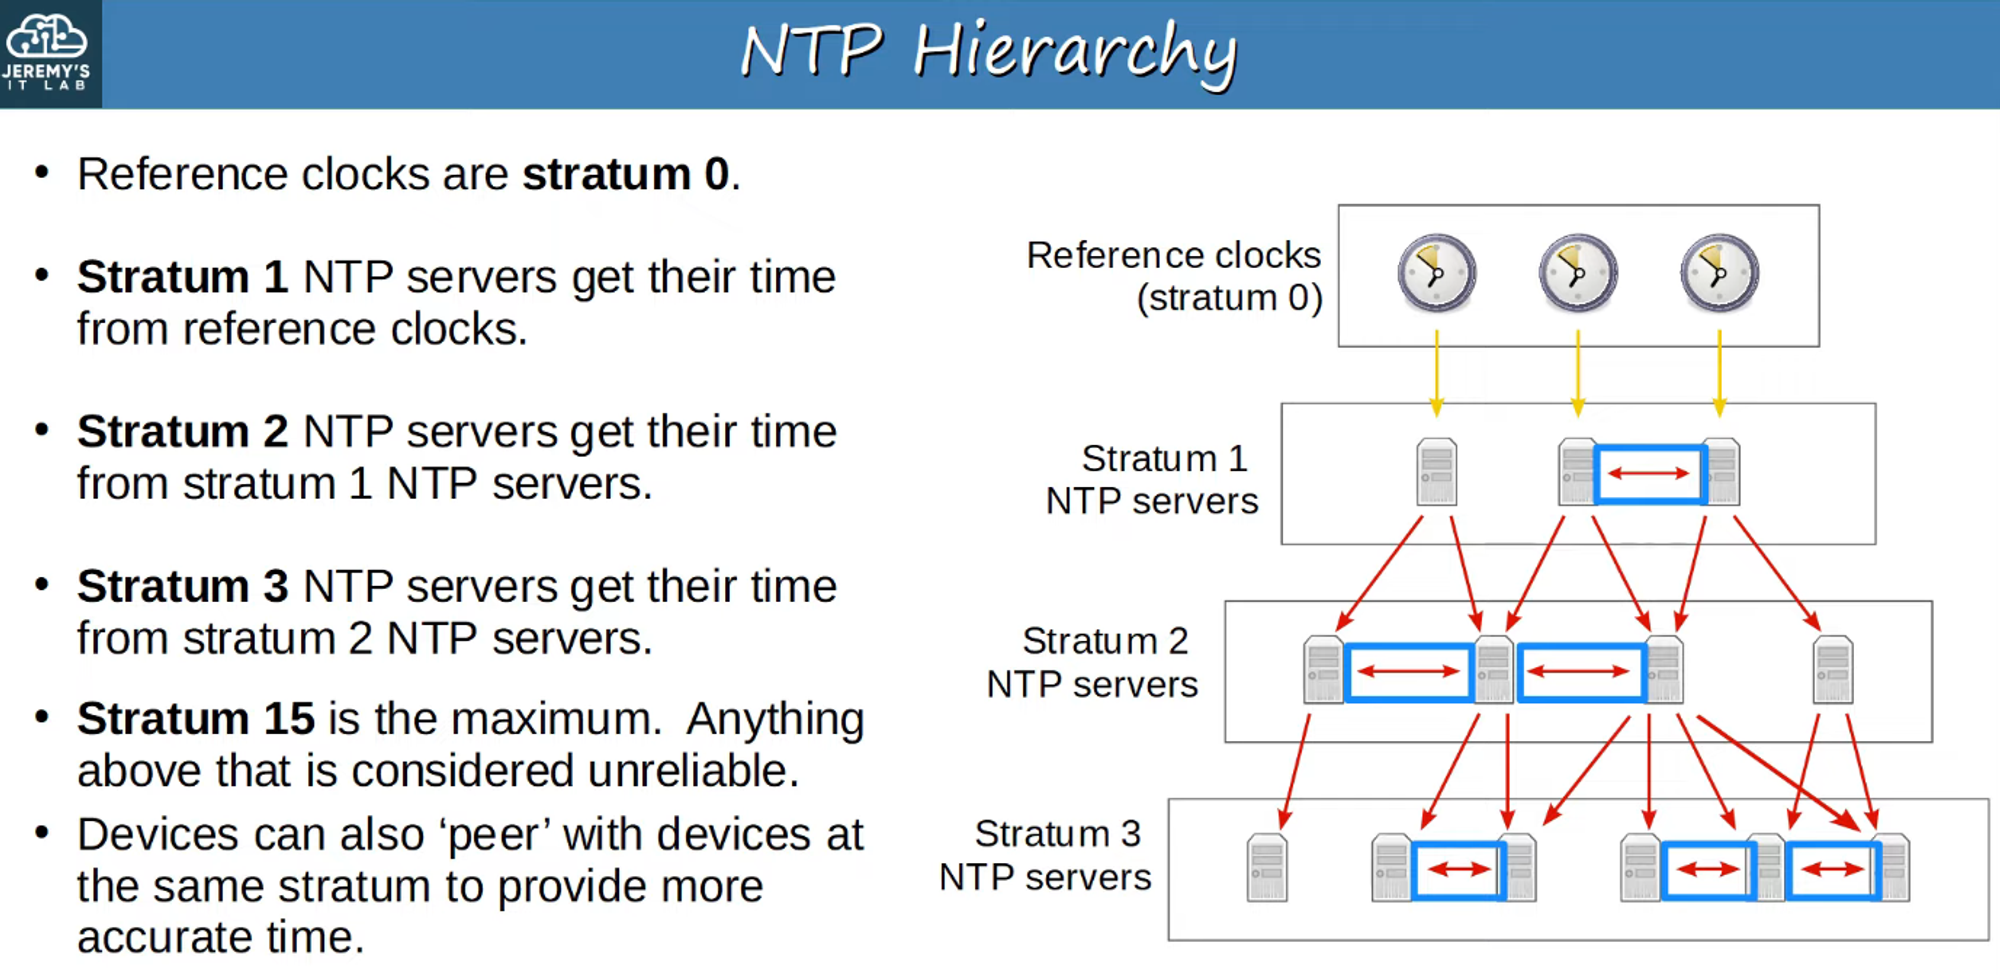 JEREMY'S
IT LAB
NTP Hierarchy
• Reference clocks are stratum 0.
• Stratum 1 NTP servers get their time
from reference clocks.
• Stratum 2 NTP servers get their time
from stratum 1 NTP servers.
• Stratum 3 NTP servers get their time
from stratum 2 NTP servers.
• Stratum 15 is the maximum. Anything
above that is considered unreliable.
• Devices can also ‘peer’ with devices at
the same stratum to provide more
accurate time.
Reference clocks
(stratum 0)
Stratum 1
NTP servers
Stratum 2
NTP servers
Stratum 3
NTP servers